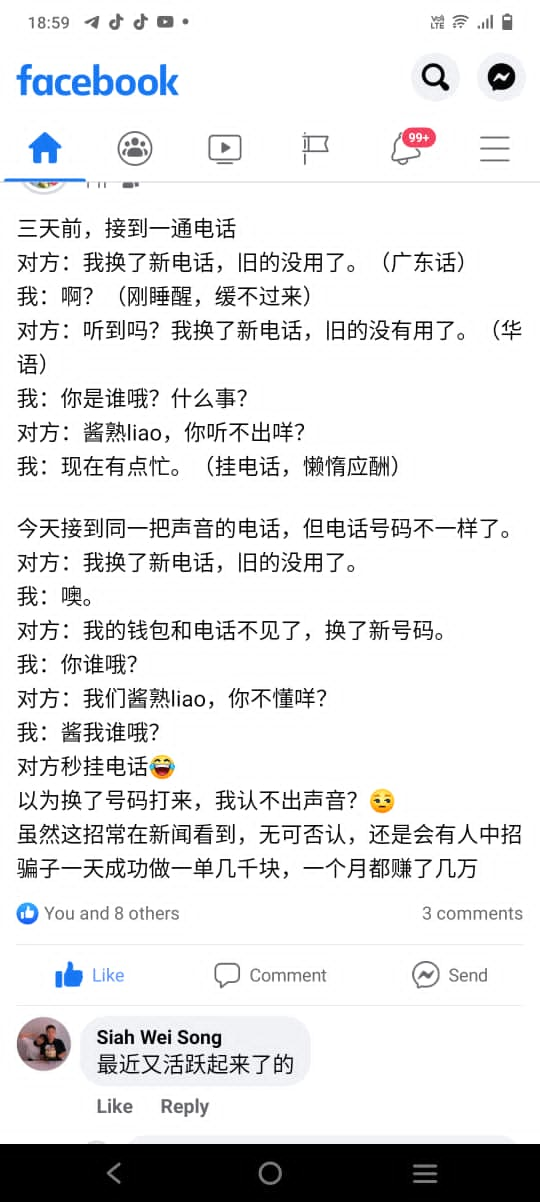 18:59
VoLTE
facebook
99+
三天前，接到一通电话
对方：我换了新电话，旧的没用了。（广东话）
我：啊？（刚睡醒，缓不过来）
对方：听到吗？我换了新电话，旧的没有用了。（华
语）
我：你是谁哦？什么事？
对方：酱熟liao，你听不出咩？
我：现在有点忙。（挂电话，懒惰应酬）
今天接到同一把声音的电话，但电话号码不一样了。
对方：我换了新电话，旧的没用了。
我：噢。
对方：我的钱包和电话不见了，换了新号码。
我：你谁哦？
对方：我们酱熟liao，你不懂咩？
我：酱我谁哦？
对方秒挂电话😂
以为换了号码打来，我认不出声音？😒
虽然这招常在新闻看到，无可否认，还是会有人中招
骗子一天成功做一单几千块，一个月都赚了几万
You and 8 others
3 comments
Like
Comment
Send
Siah Wei Song
最近又活跃起来了的
Like
Reply